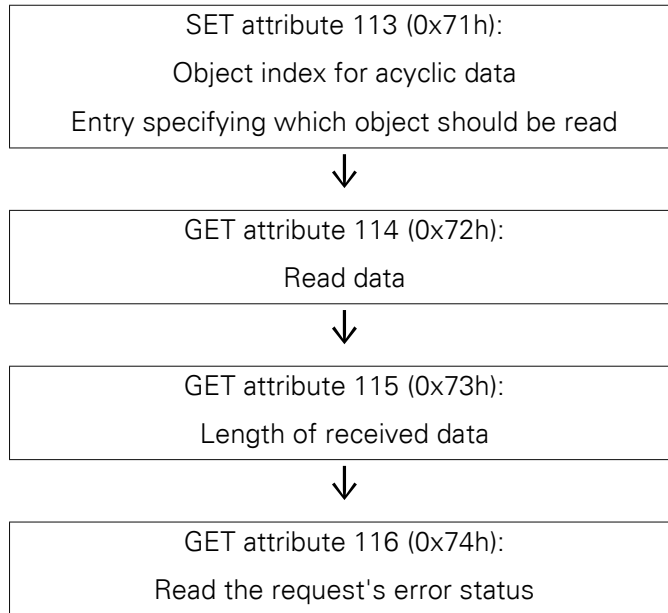 SET attribute 113 (0x71h):
Object index for acyclic data
Entry specifying which object should be read
GET attribute 114 (0x72h):
Read data
GET attribute 115 (0x73h):
Length of received data
GET attribute 116 (0x74h):
Read the request's error status